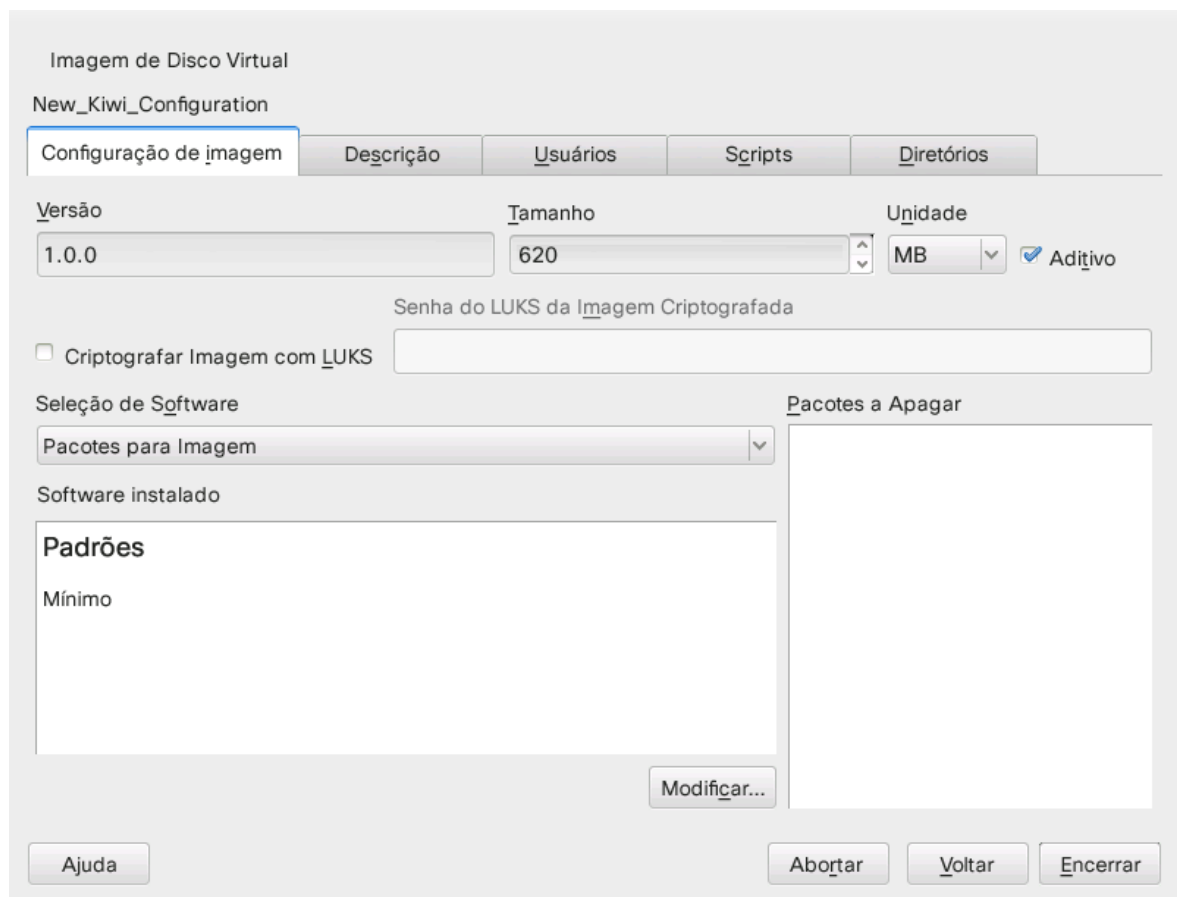 Imagem de Disco Virtual
New_Kiwi_Configuration
Configuração de imagem
Descrição
Usuários
Scripts
Diretórios
Versão
Tamanho
Unidade
1.0.0
620
MB
Aditivo
Senha do LUKS da Imagem Criptografada
Criptografar Imagem com LUKS
Seleção de Software
Pacotes a Apagar
Pacotes para Imagem
Software instalado
Padrões
Mínimo
Modificar...
Ajuda
Abortar
Voltar
Encerrar